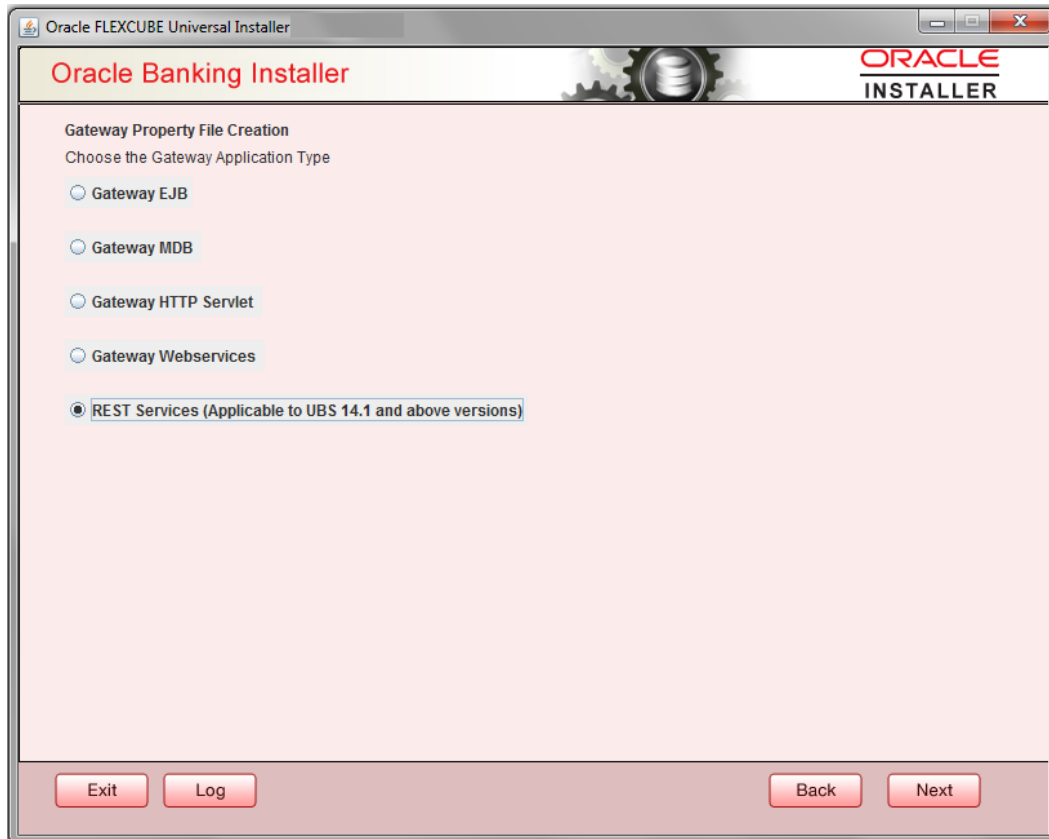 Oracle FLEXCUBE Universal Installer
Oracle Banking Installer
ORACLE
INSTALLER
Gateway Property File Creation
Choose the Gateway Application Type
Gateway EJB
Gateway MDB
Gateway HTTP Servlet
Gateway Webservices
REST Services (Applicable to UBS 14.1 and above versions)
Exit
Log
Back
Next